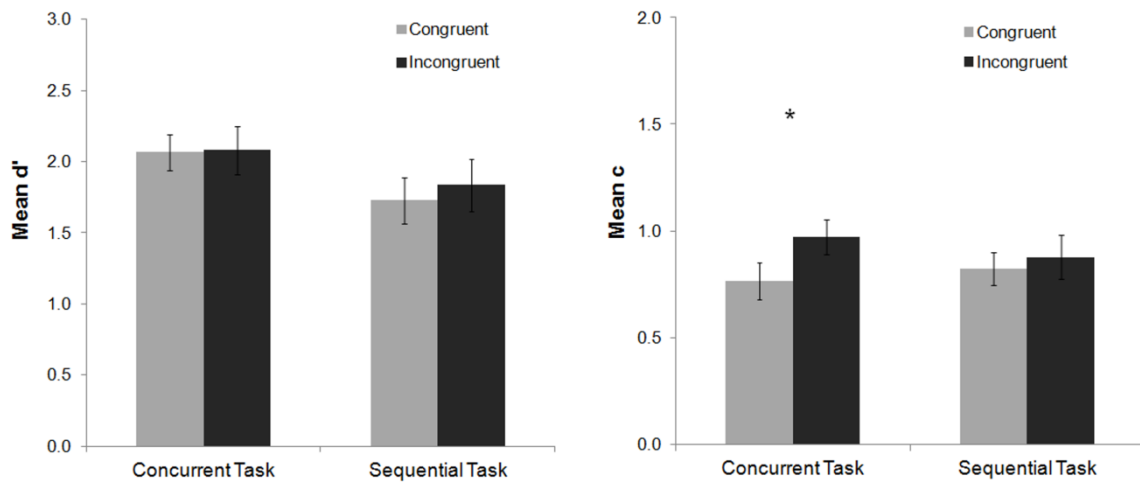 Mean d'
3.0
2.5
2.0
1.5
1.0
0.5
0.0
Congruent
Incongruent
Concurrent Task
Sequential Task
Mean c
2.0
1.5
1.0
0.5
0.0
Congruent
Incongruent
*
Concurrent Task
Sequential Task